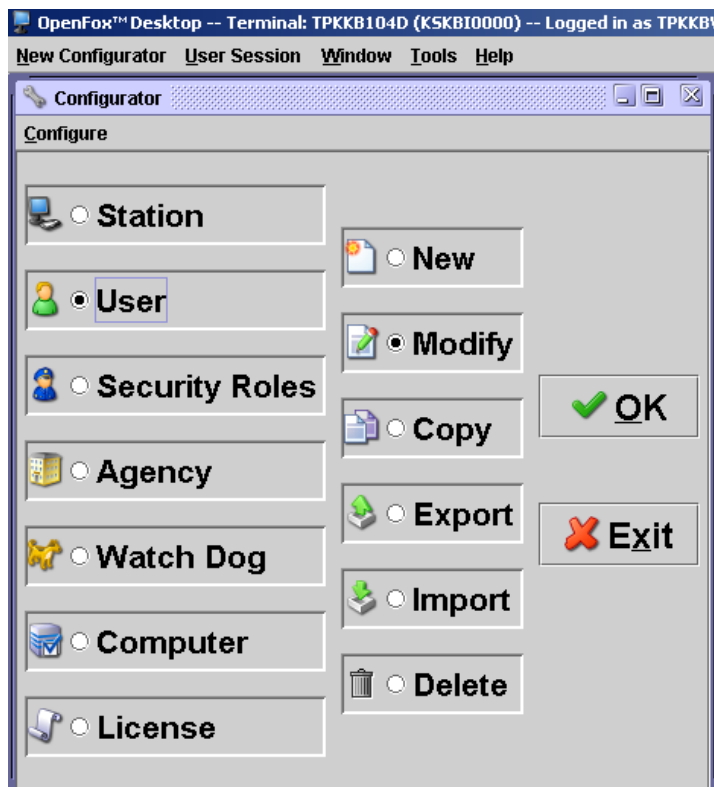 OpenFox™ Desktop -- Terminal: TPKKB104D (KSKBI0000) -- Logged in as TPKKB
New Configurator User Session Window Tools Help
Configurator
Configure
Station
User
Security Roles
Agency
Watch Dog
Computer
License
New
Modify
Copy
Export
Import
Delete
OK
Exit